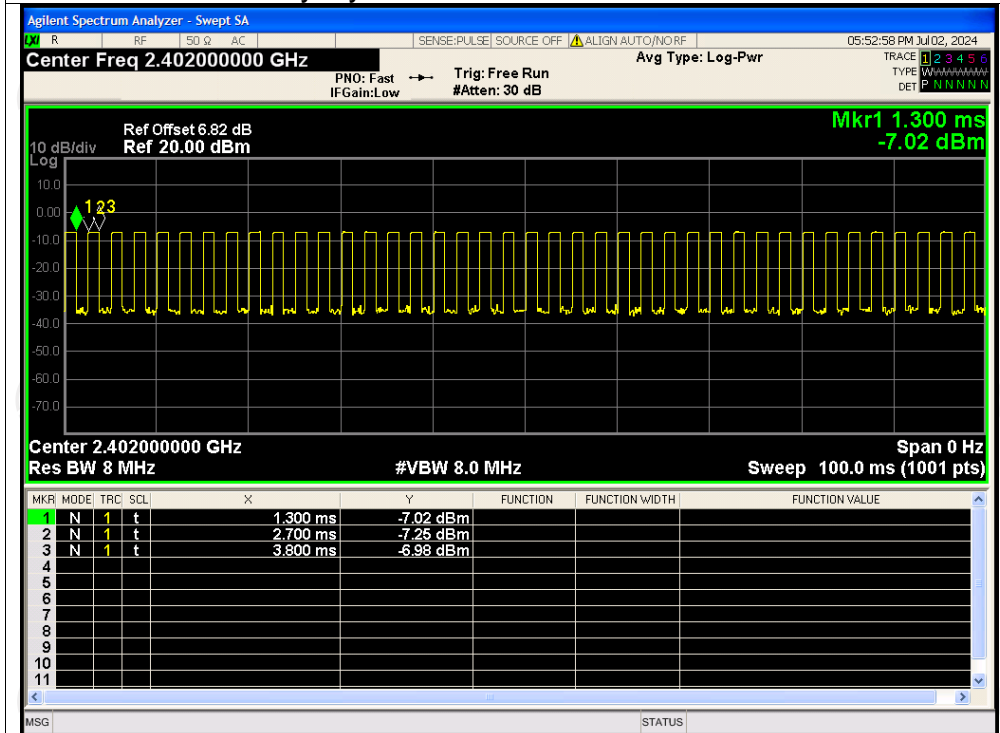 Agilent Spectrum Analyzer - Swept SA
LXI R RF 50 Ω AC SENSE:PULSE SOURCE OFF ALIGN AUTO/NORF 05:52:58 PM Jul 02, 2024
Center Freq 2.402000000 GHz
PNO: Fast
IFGain:Low
Trig: Free Run
#Atten: 30 dB
Avg Type: Log-Pwr
TRACE 1 2 3 4 5 6
TYPE WWWWWW
DET P N N N N N
Mkr1 1.300 ms
-7.02 dBm
Ref Offset 6.82 dB
10 dB/div Ref 20.00 dBm
Log
10.0
0.00
-10.0
-20.0
-30.0
-40.0
-50.0
-60.0
-70.0
1 2 3
Center 2.402000000 GHz Span 0 Hz
Res BW 8 MHz #VBW 8.0 MHz Sweep 100.0 ms (1001 pts)
MKR MODE TRC SCL X Y FUNCTION FUNCTION WIDTH FUNCTION VALUE
1 N 1 t 1.300 ms -7.02 dBm
2 N 1 t 2.700 ms -7.25 dBm
3 N 1 t 3.800 ms -6.98 dBm
4
5
6
7
8
9
10
11
MSG STATUS